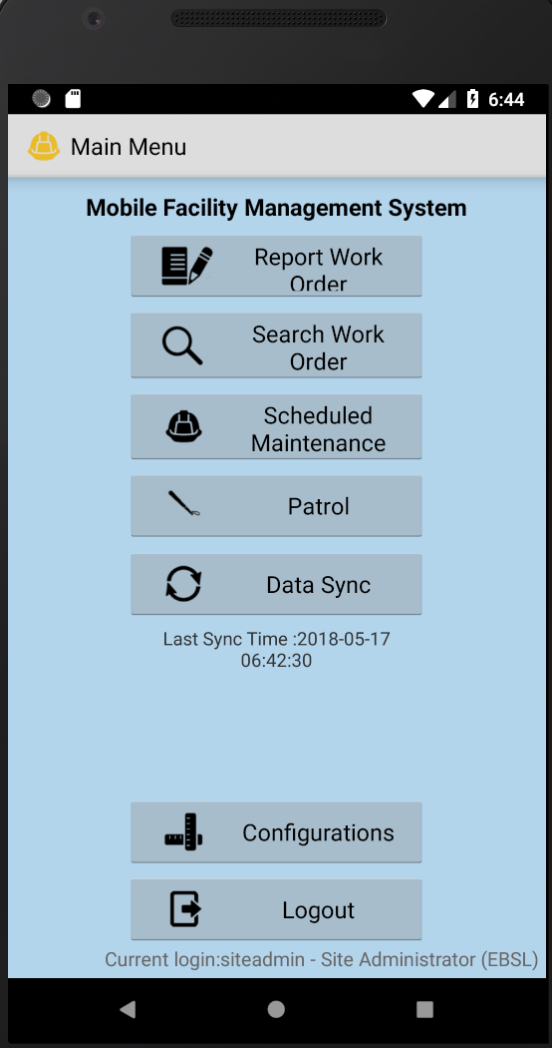 6:44
Main Menu
Mobile Facility Management System
Report Work
Order
Search Work
Order
Scheduled
Maintenance
Patrol
Data Sync
Last Sync Time :2018-05-17
06:42:30
Configurations
Logout
Current login:siteadmin - Site Administrator (EBSL)